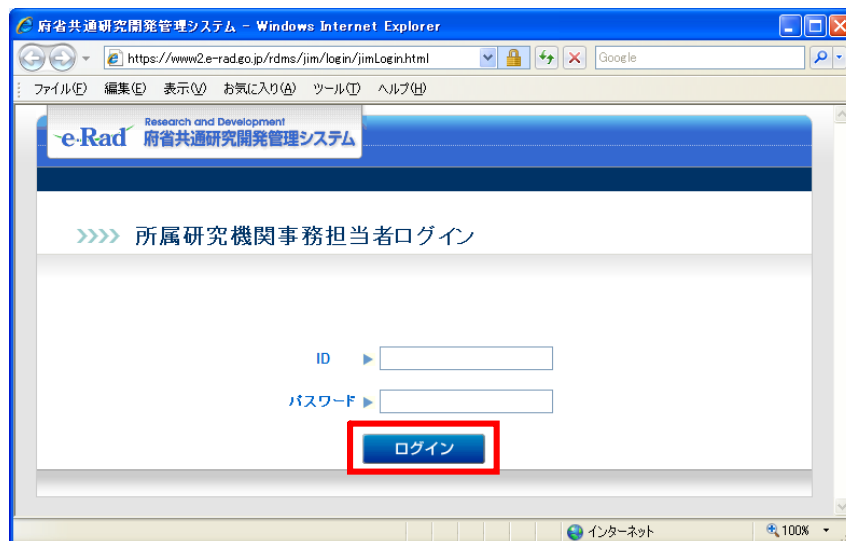 府省共通研究開発管理システム - Windows Internet Explorer
https://www2.e-rad.go.jp/rdms/jim/login/jimLogin.html
Google
ファイル(F) 編集(E) 表示(V) お気に入り(A) ツール(T) ヘルプ(H)
e-Rad
Research and Development
府省共通研究開発管理システム
>>>> 所属研究機関事務担当者ログイン
ID
パスワード
ログイン
インターネット
100%